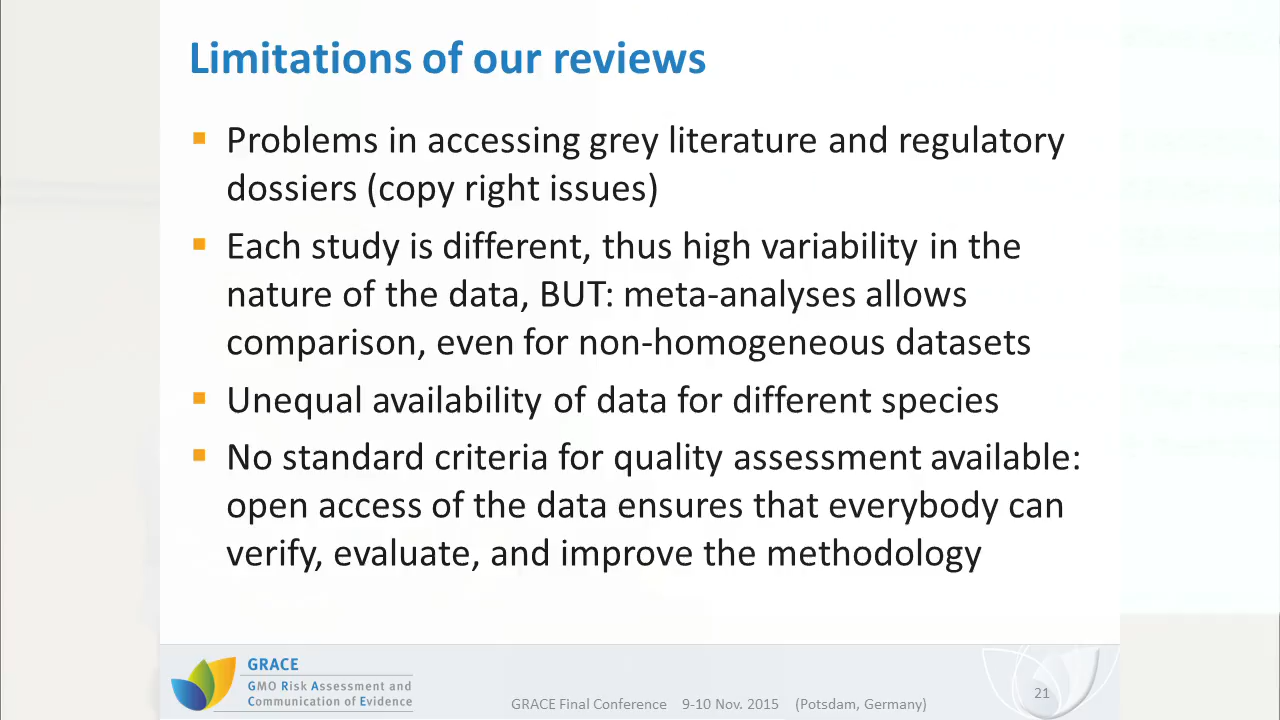 Limitations of our reviews
Problems in accessing grey literature and regulatory
dossiers (copy right issues)
Each study is different, thus high variability in the
nature of the data, BUT: meta-analyses allows
comparison, even for non-homogeneous datasets
Unequal availability of data for different species
No standard criteria for quality assessment available:
open access of the data ensures that everybody can
verify, evaluate, and improve the methodology
GRACE
GMO Risk Assessment and
Communication of Evidence
GRACE Final Conference 9-10 Nov. 2015 (Potsdam, Germany)
21